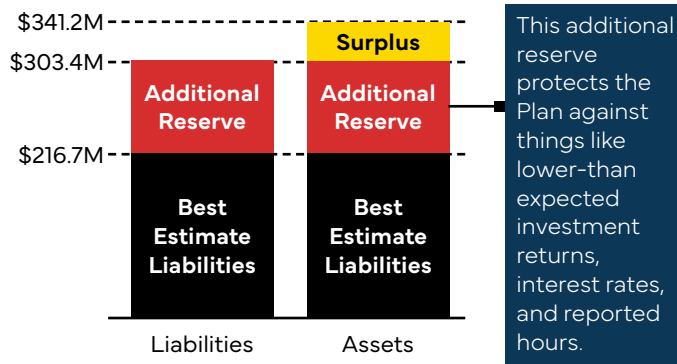 $341.2M
$303.4M
$216.7M
Additional
Reserve
Best
Estimate
Liabilities
Liabilities
Surplus
Additional
Reserve
Best
Estimate
Liabilities
Assets
This additional
reserve
protects the
Plan against
things like
lower-than
expected
investment
returns,
interest rates,
and reported
hours.